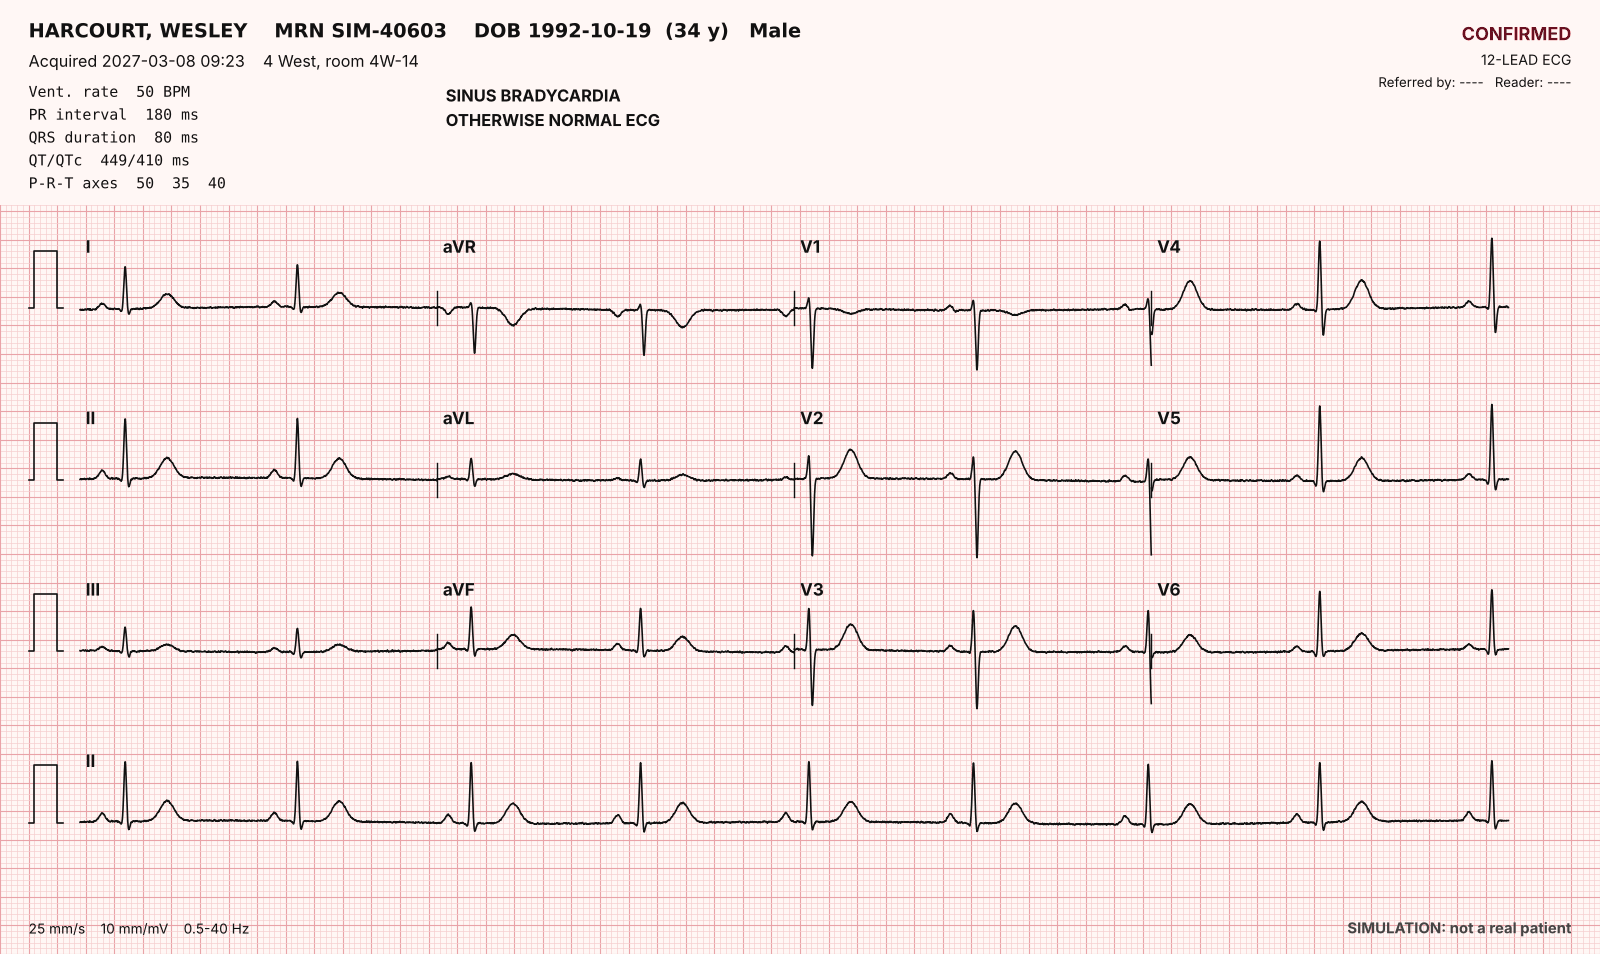 HARCOURT, WESLEY MRN SIM-40603 DOB 1992-10-19 (34 y) Male
CONFIRMED
Acquired 2027-03-08 09:23 4 West, room 4W-14
12-LEAD ECG
Referred by: ---- Reader: ----
Vent. rate 50 BPM
PR interval 180 ms
QRS duration 80 ms
QT/QTc 449/410 ms
P-R-T axes 50 35 40
SINUS BRADYCARDIA
OTHERWISE NORMAL ECG
I aVR V1 V4
II aVL V2 V5
III aVF V3 V6
II
25 mm/s 10 mm/mV 0.5-40 Hz
SIMULATION: not a real patient